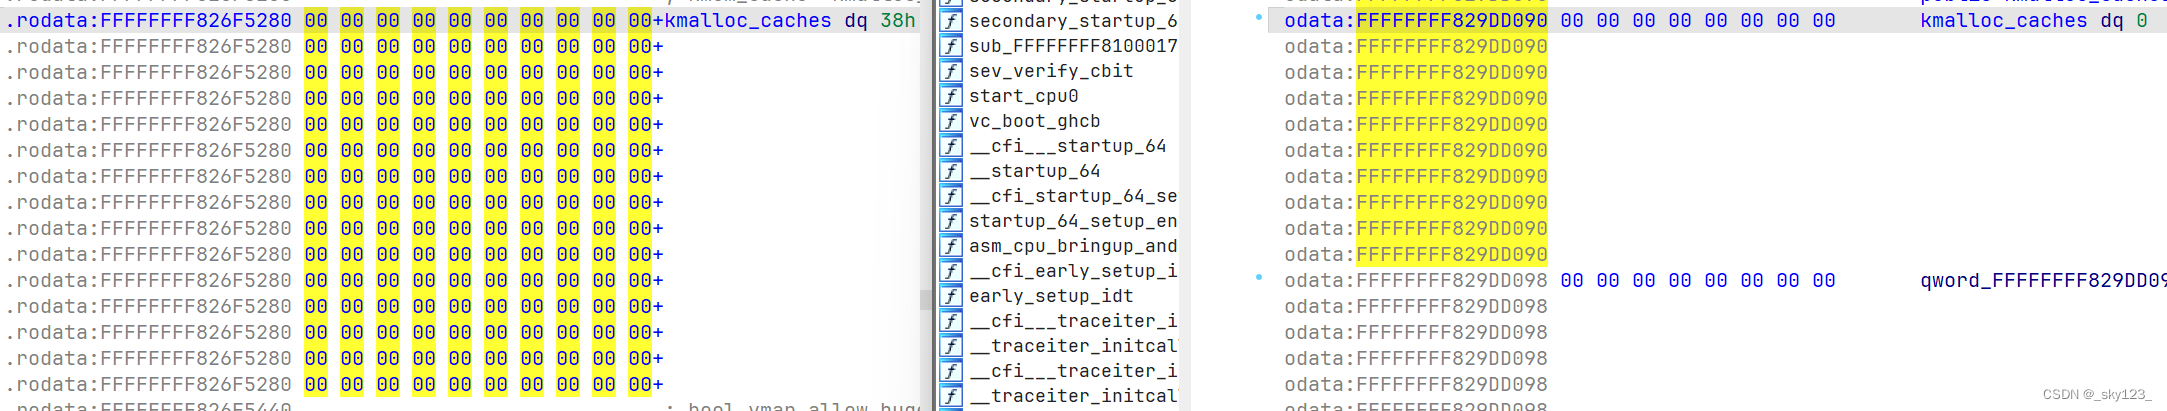 .rodata:FFFFFFFF826F5280 00 00 00 00 00 00 00 00 00 00+kmalloc_caches dq 38h
.rodata:FFFFFFFF826F5280 00 00 00 00 00 00 00 00 00 00+
.rodata:FFFFFFFF826F5280 00 00 00 00 00 00 00 00 00 00+
.rodata:FFFFFFFF826F5280 00 00 00 00 00 00 00 00 00 00+
.rodata:FFFFFFFF826F5280 00 00 00 00 00 00 00 00 00 00+
.rodata:FFFFFFFF826F5280 00 00 00 00 00 00 00 00 00 00+
.rodata:FFFFFFFF826F5280 00 00 00 00 00 00 00 00 00 00+
.rodata:FFFFFFFF826F5280 00 00 00 00 00 00 00 00 00 00+
.rodata:FFFFFFFF826F5280 00 00 00 00 00 00 00 00 00 00+
.rodata:FFFFFFFF826F5280 00 00 00 00 00 00 00 00 00 00+
.rodata:FFFFFFFF826F5280 00 00 00 00 00 00 00 00 00 00+
.rodata:FFFFFFFF826F5280 00 00 00 00 00 00 00 00 00 00+
.rodata:FFFFFFFF826F5280 00 00 00 00 00 00 00 00 00 00+
.rodata:FFFFFFFF826F5280 00 00 00 00 00 00 00 00 00 00+
.rodata:FFFFFFFF826F5280 00 00 00 00 00 00 00 00 00 00+
.rodata:FFFFFFFF826F5440 ; bool vmap_allow_huge
secondary_startup_6
secondary_startup_6
sub_FFFFFFFF8100017
sev_verify_cbit
start_cpu0
vc_boot_ghcb
__cfi___startup_64
__startup_64
__cfi_startup_64_se
startup_64_setup_en
asm_cpu_bringup_and
__cfi_early_setup_i
early_setup_idt
__cfi___traceiter_i
__traceiter_initcal
__cfi___traceiter_i
__traceiter_initcal
odata:FFFFFFFF829DD090 00 00 00 00 00 00 00 00 kmalloc_caches dq 0
odata:FFFFFFFF829DD090
odata:FFFFFFFF829DD090
odata:FFFFFFFF829DD090
odata:FFFFFFFF829DD090
odata:FFFFFFFF829DD090
odata:FFFFFFFF829DD090
odata:FFFFFFFF829DD090
odata:FFFFFFFF829DD090
odata:FFFFFFFF829DD090
odata:FFFFFFFF829DD098 00 00 00 00 00 00 00 00 qword_FFFFFFFF829DD09
odata:FFFFFFFF829DD098
odata:FFFFFFFF829DD098
odata:FFFFFFFF829DD098
odata:FFFFFFFF829DD098
CSDN @_sky123_